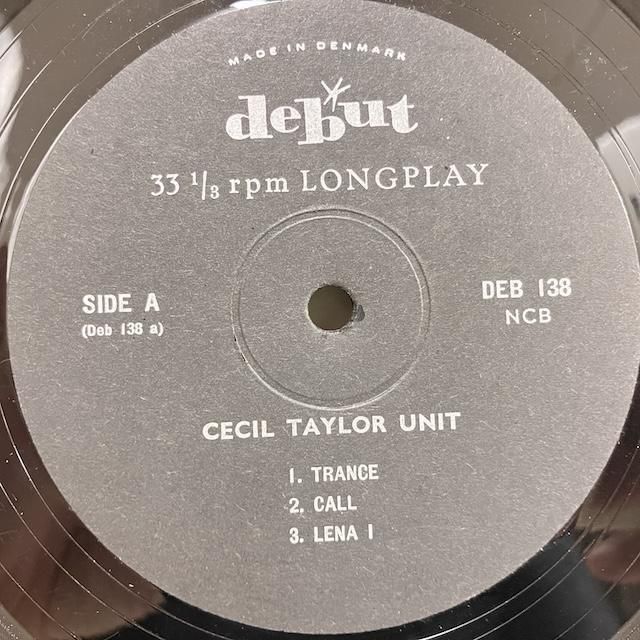 MADE IN DENMARK
debut
33 1/3 rpm LONGPLAY
SIDE A
(Deb 138 a)
DEB 138
NCB
CECIL TAYLOR UNIT
1. TRANCE
2. CALL
3. LENA I